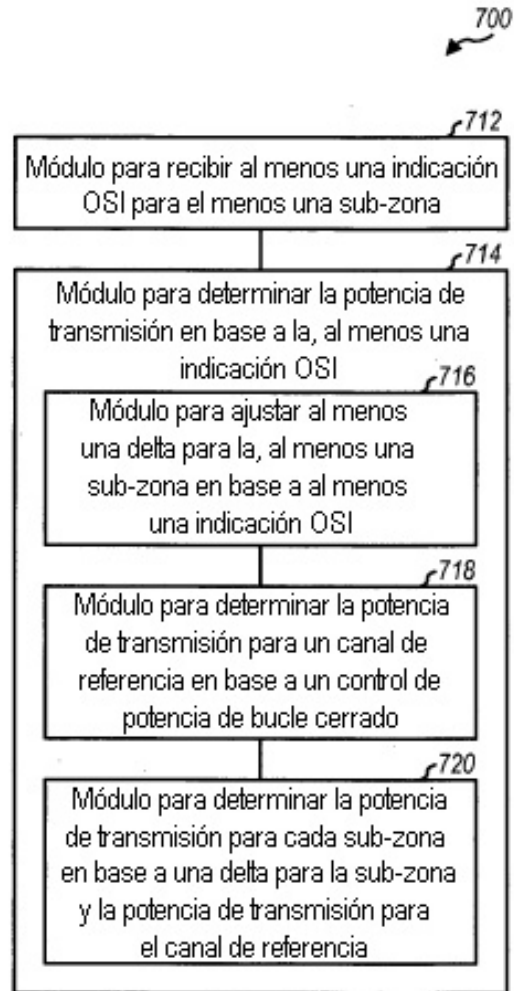 700
712
Módulo para recibir al menos una indicación
OSI para el menos una sub-zona
714
Módulo para determinar la potencia de
transmisión en base a la, al menos una
indicación OSI
716
Módulo para ajustar al menos
una delta para la, al menos una
sub-zona en base a al menos
una indicación OSI
718
Módulo para determinar la potencia
de transmisión para un canal de
referencia en base a un control de
potencia de bucle cerrado
720
Módulo para determinar la potencia
de transmisión para cada sub-zona
en base a una delta para la sub-zona
y la potencia de transmisión para
el canal de referencia